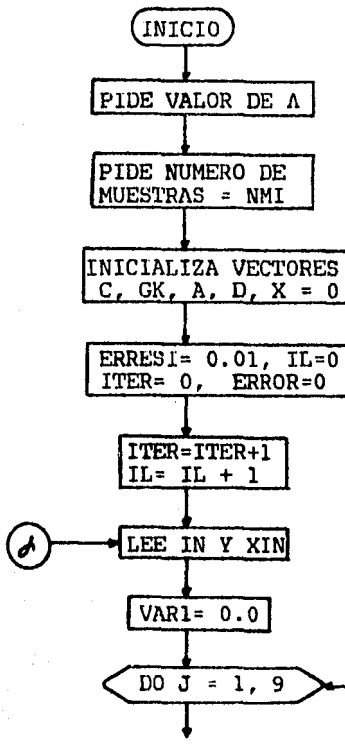 INICIO
PIDE VALOR DE Λ
PIDE NUMERO DE
MUESTRAS = NMI
INICIALIZA VECTORES
C, GK, A, D, X = 0
ERRESI= 0.01, IL=0
ITER= 0, ERROR=0
ITER=ITER+1
IL= IL + 1
LEE IN Y XIN
VAR1= 0.0
DO J = 1, 9